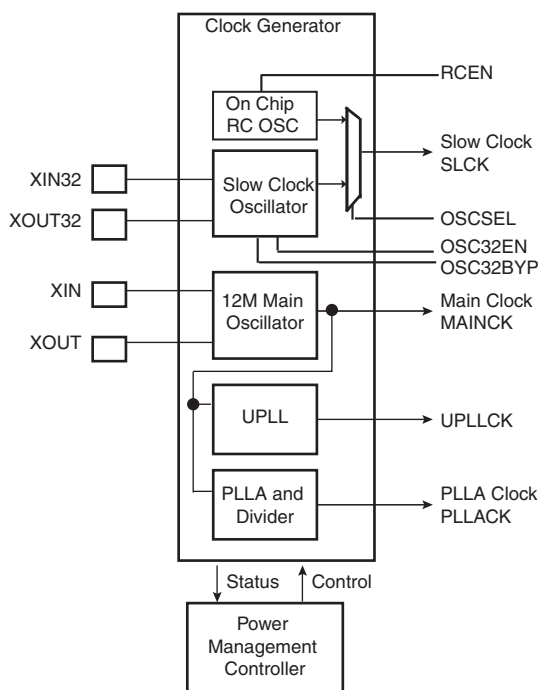 Clock Generator
RCEN
On Chip
RC OSC
Slow Clock
SLCK
XIN32
Slow Clock
Oscillator
XOUT32
OSCSEL
OSC32EN
OSC32BYP
XIN
12M Main
Oscillator
Main Clock
MAINCK
XOUT
UPLL
UPLLCK
PLLA and
Divider
PLLA Clock
PLLACK
Status
Control
Power
Management
Controller